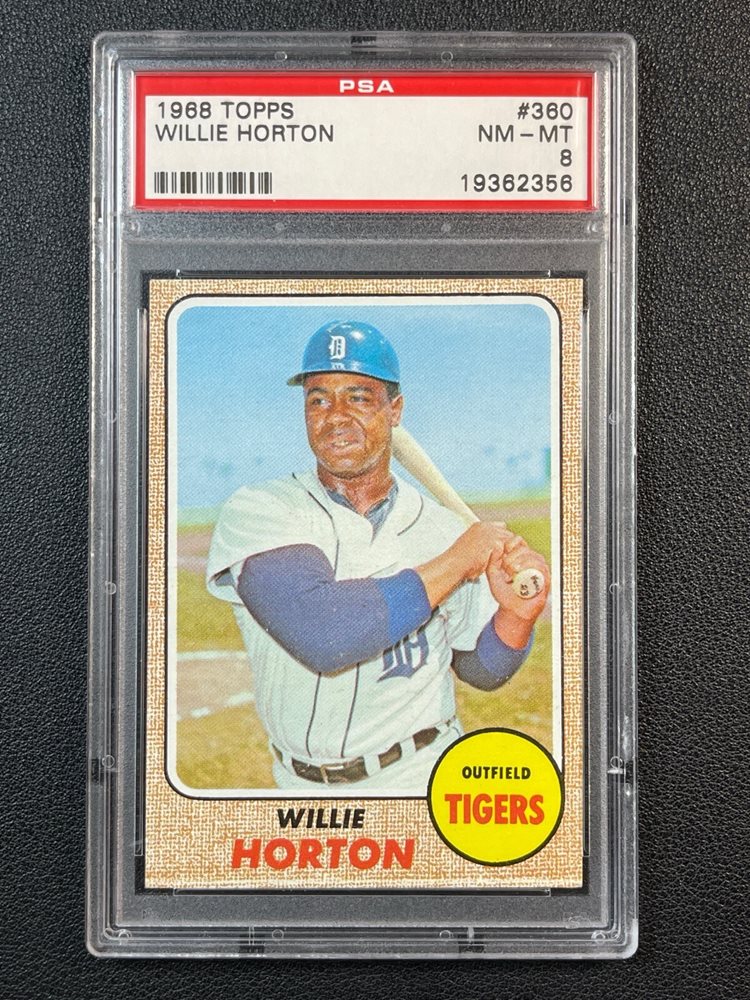 PSA
1968 TOPPS #360
WILLIE HORTON NM - MT
8
19362356
D
D
OUTFIELD
TIGERS
WILLIE
HORTON